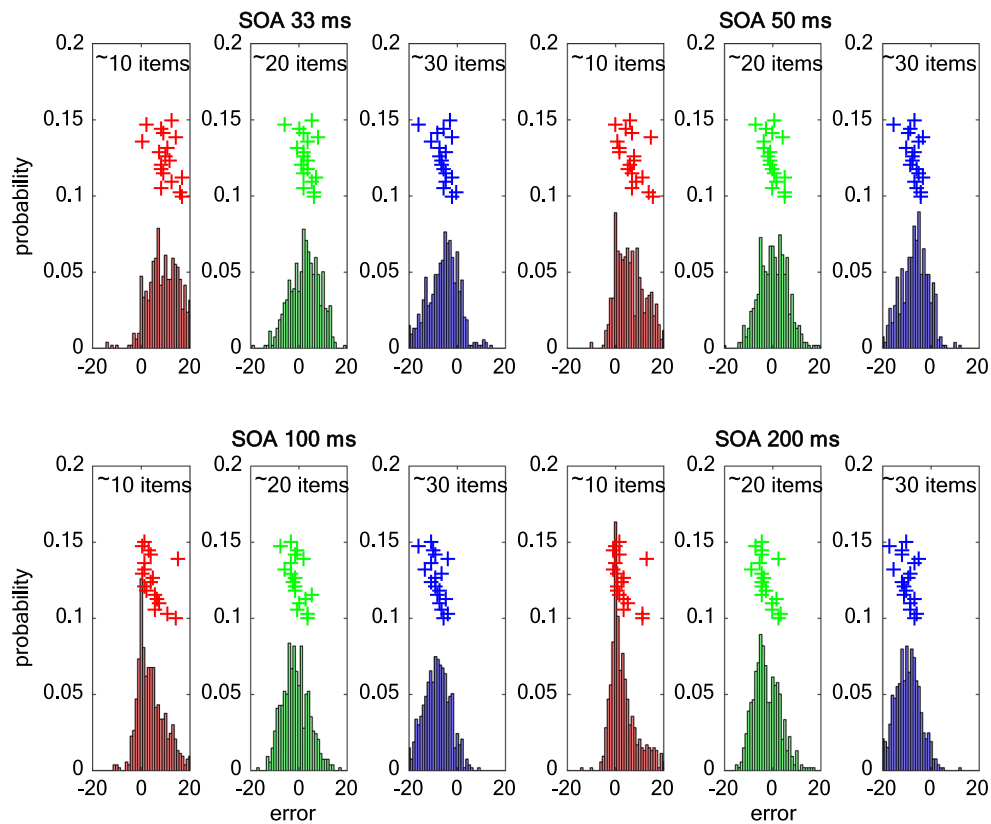 SOA 33 ms
SOA 50 ms
0.2 0.2 0.2 0.2 0.2 0.2
~10 items ~20 items ~30 items ~10 items ~20 items ~30 items
0.15 0.15 0.15 0.15 0.15 0.15
probability
0.1 0.1 0.1 0.1 0.1 0.1
0.05 0.05 0.05 0.05 0.05 0.05
0 0 0 0 0 0
-20 0 20 -20 0 20 -20 0 20 -20 0 20 -20 0 20 -20 0 20
SOA 100 ms
SOA 200 ms
0.2 0.2 0.2 0.2 0.2 0.2
~10 items ~20 items ~30 items ~10 items ~20 items ~30 items
0.15 0.15 0.15 0.15 0.15 0.15
probability
0.1 0.1 0.1 0.1 0.1 0.1
0.05 0.05 0.05 0.05 0.05 0.05
0 0 0 0 0 0
-20 0 20 -20 0 20 -20 0 20 -20 0 20 -20 0 20 -20 0 20
error error